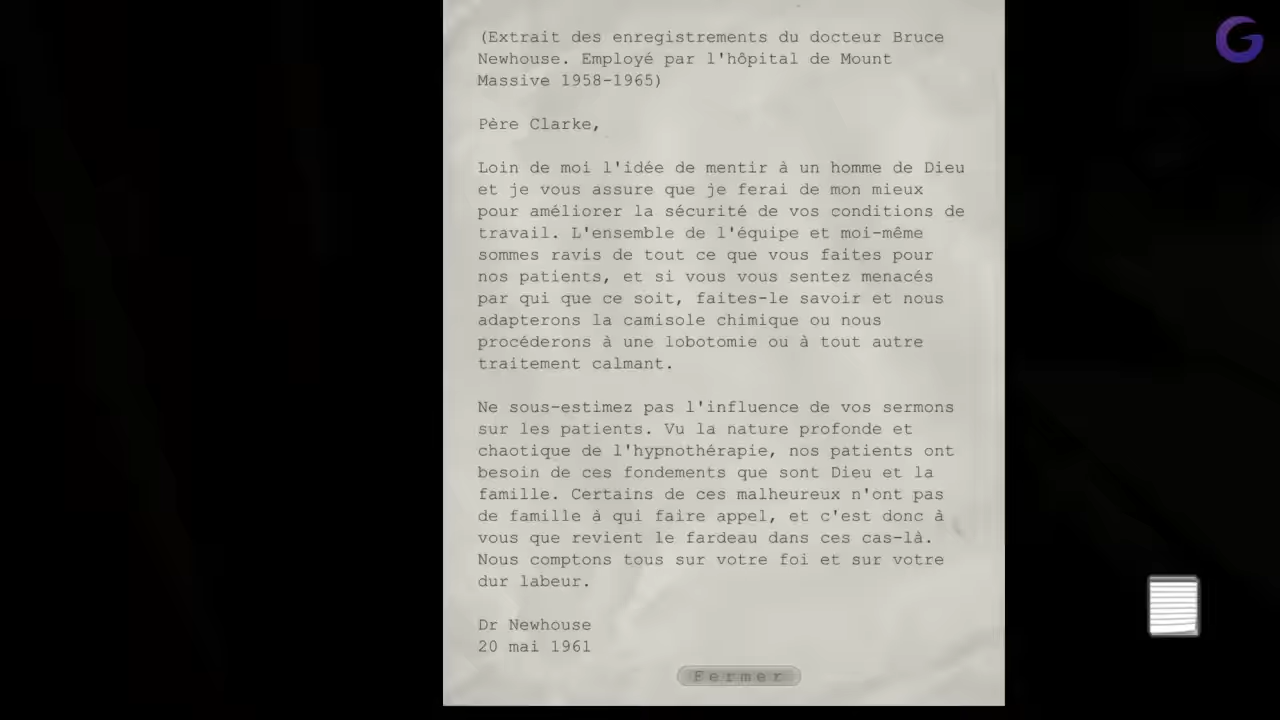 (Extrait des enregistrements du docteur Bruce
Newhouse. Employé par l'hôpital de Mount
Massive 1958-1965)
Père Clarke,
Loin de moi l'idée de mentir à un homme de Dieu
et je vous assure que je ferai de mon mieux
pour améliorer la sécurité de vos conditions de
travail. L'ensemble de l'équipe et moi-même
sommes ravis de tout ce que vous faites pour
nos patients, et si vous vous sentez menacés
par qui que ce soit, faites-le savoir et nous
adapterons la camisole chimique ou nous
procéderons à une lobotomie ou à tout autre
traitement calmant.
Ne sous-estimez pas l'influence de vos sermons
sur les patients. Vu la nature profonde et
chaotique de l'hypnothérapie, nos patients ont
besoin de ces fondements que sont Dieu et la
famille. Certains de ces malheureux n'ont pas
de famille á qui faire appel, et c'est donc à
vous que revient le fardeau dans ces cas-là.
Nous comptons tous sur votre foi et sur votre
dur labeur.
Dr Newhouse
20 mai 1961
Fermer